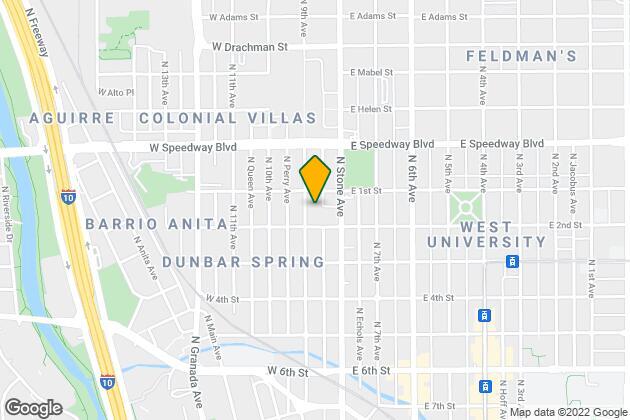 N Freeway
W Adams St
N 9th Ave
E Adams St
E Adams St
W Drachman St
FELDMAN'S
N 13th Ave
N 11th Ave
E Mabel St
N 4th Ave
W Alto Pl
E Helen St
AGUIRRE
COLONIAL VILLAS
W Speedway Blvd
E Speedway Blvd
E Speedway Blvd
N Queen Ave
N 10th Ave
N Perry Ave
N Stone Ave
N 6th Ave
N 5th Ave
N 4th Ave
N 3rd Ave
N 2nd Ave
N Jacobus Ave
10
E 1st St
N Riverside Dr
N 11th Ave
BARRIO ANITA
WEST
UNIVERSITY
E 2nd St
N Anita Ave
DUNBAR SPRING
N 7th Ave
N 1st Ave
W 4th St
E 4th St
N Main Ave
N Echols Ave
N 7th Ave
N Granada Ave
10
W 6th St
E 6th St
E 7th St
N Hoff Ave
N 3rd Ave
Google
Map data ©2022 Google